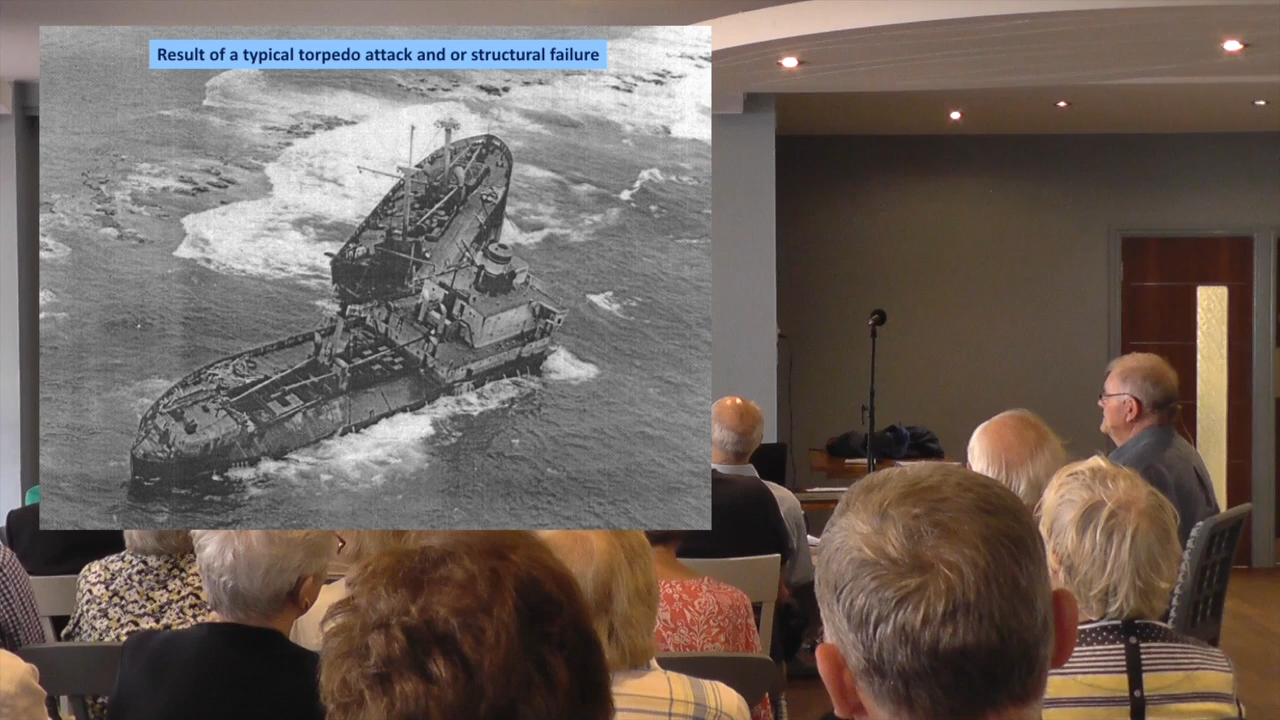 Result of a typical torpedo attack and or structural failure